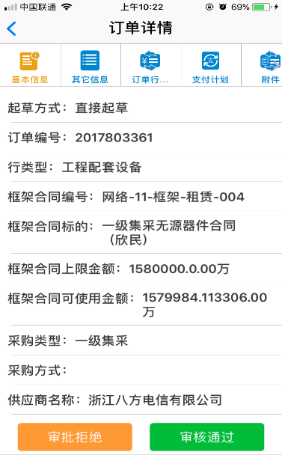 中国联通 上午10:22 69%
订单详情
基本信息 其它信息 订单行... 支付计划 附件
起草方式：直接起草
订单编号：2017803361
行类型：工程配套设备
框架合同编号：网络-11-框架-租赁-004
框架合同标的：一级集采无源器件合同
（欣民）
框架合同上限金额：1580000.0.00万
框架合同可使用金额：1579984.113306.00
万
采购类型：一级集采
采购方式：
供应商名称：浙江八方电信有限公司
审批拒绝 审核通过